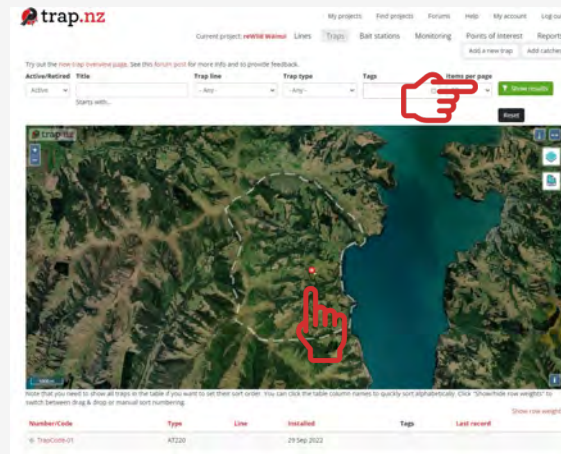 trap.nz
My projects Find projects Forums Help My account Log out
Current project: reWild Wainui Lines Traps Bait stations Monitoring Points of interest Reports
Add a new trap Add catches
Try out the new trap overview page. See this forum post for more info and to provide feedback.
Active/Retired Title Trap line Trap type Tags Items per page
Active - Any - - Any - Show results
Starts with...
Reset
trap.nz
Note that you need to show all traps in the table if you want to set their sort order. You can click the table column names to quickly sort alphabetically. Click "Show/hide row weights" to
switch between drag & drop or manual sort numbering.
Show row weights
Number/Code Type Line Installed Tags Last record
TrapCode-01 AT220 29 Sep 2022